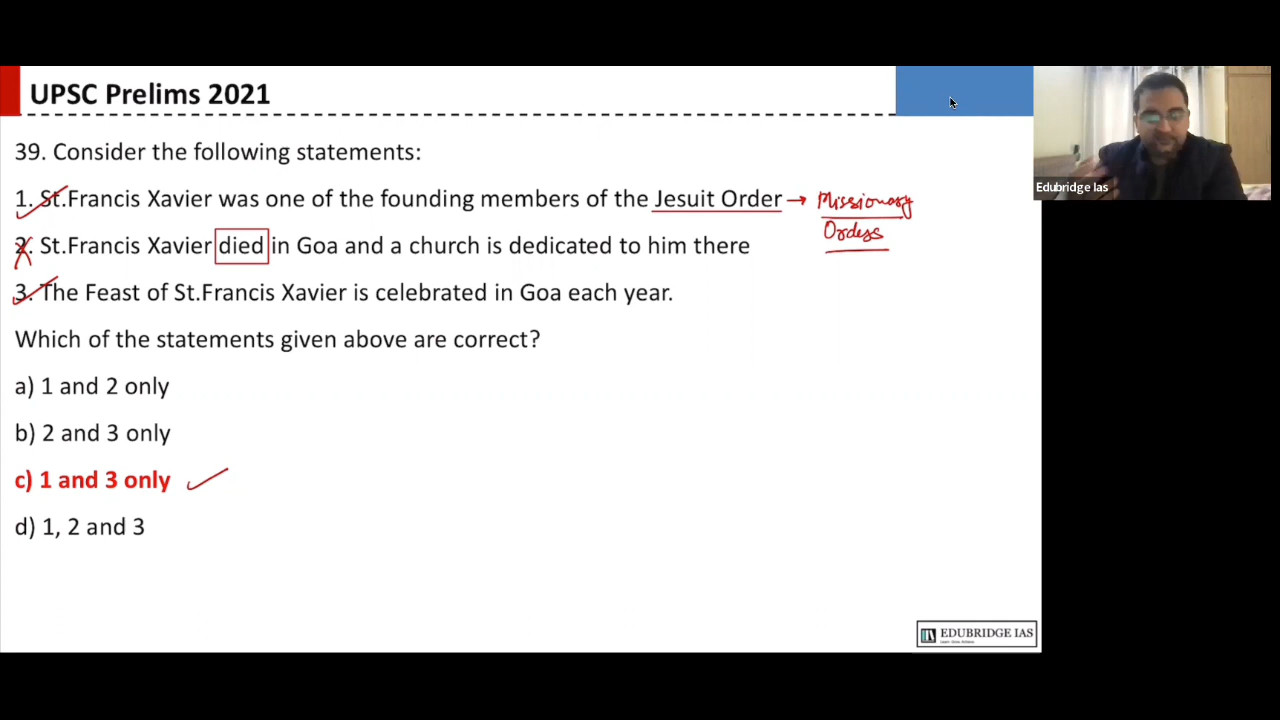 UPSC Prelims 2021
39. Consider the following statements:
1. St.Francis Xavier was one of the founding members of the Jesuit Order → Missionary
Orders
2. St.Francis Xavier died in Goa and a church is dedicated to him there
3. The Feast of St.Francis Xavier is celebrated in Goa each year.
Which of the statements given above are correct?
a) 1 and 2 only
b) 2 and 3 only
c) 1 and 3 only
d) 1, 2 and 3
Edubridge Ias
EDUBRIDGE IAS